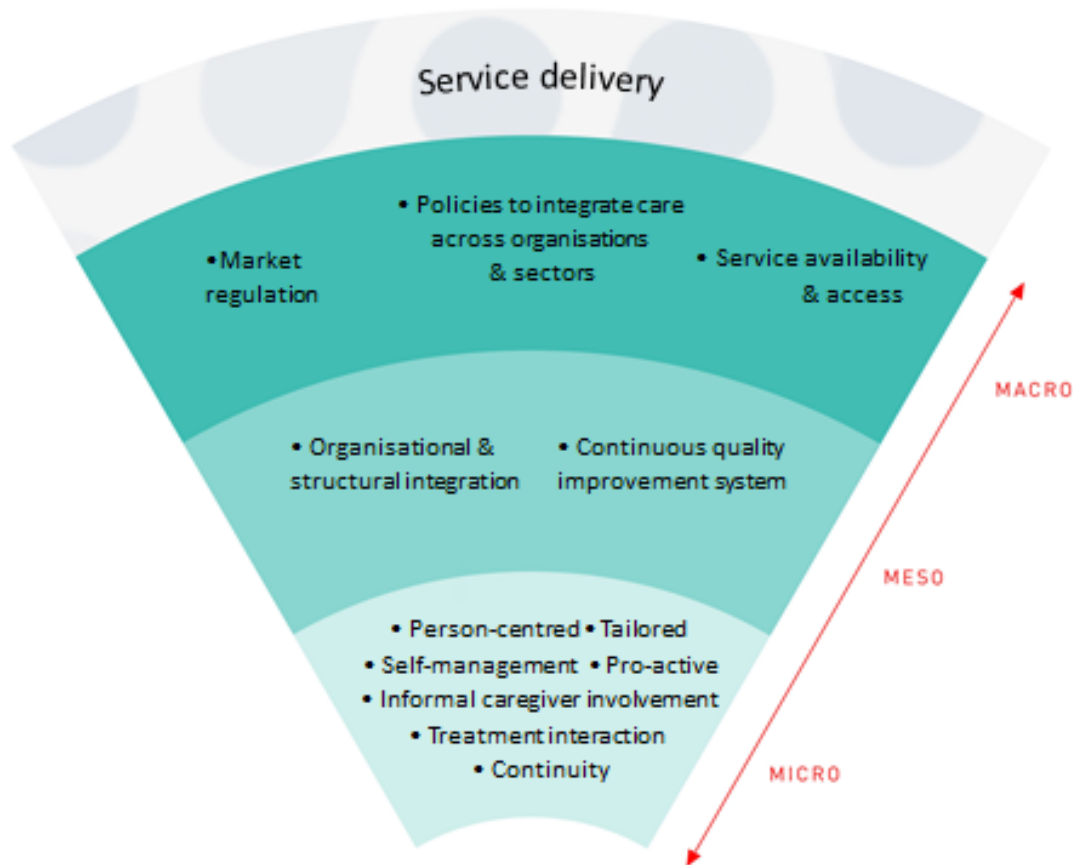 Service delivery
• Policies to integrate care
across organisations
& sectors
•Market
regulation
• Service availability
& access
MACRO
• Organisational &
structural integration
• Continuous quality
improvement system
MESO
• Person-centred • Tailored
• Self-management • Pro-active
• Informal caregiver involvement
• Treatment interaction
• Continuity
MICRO